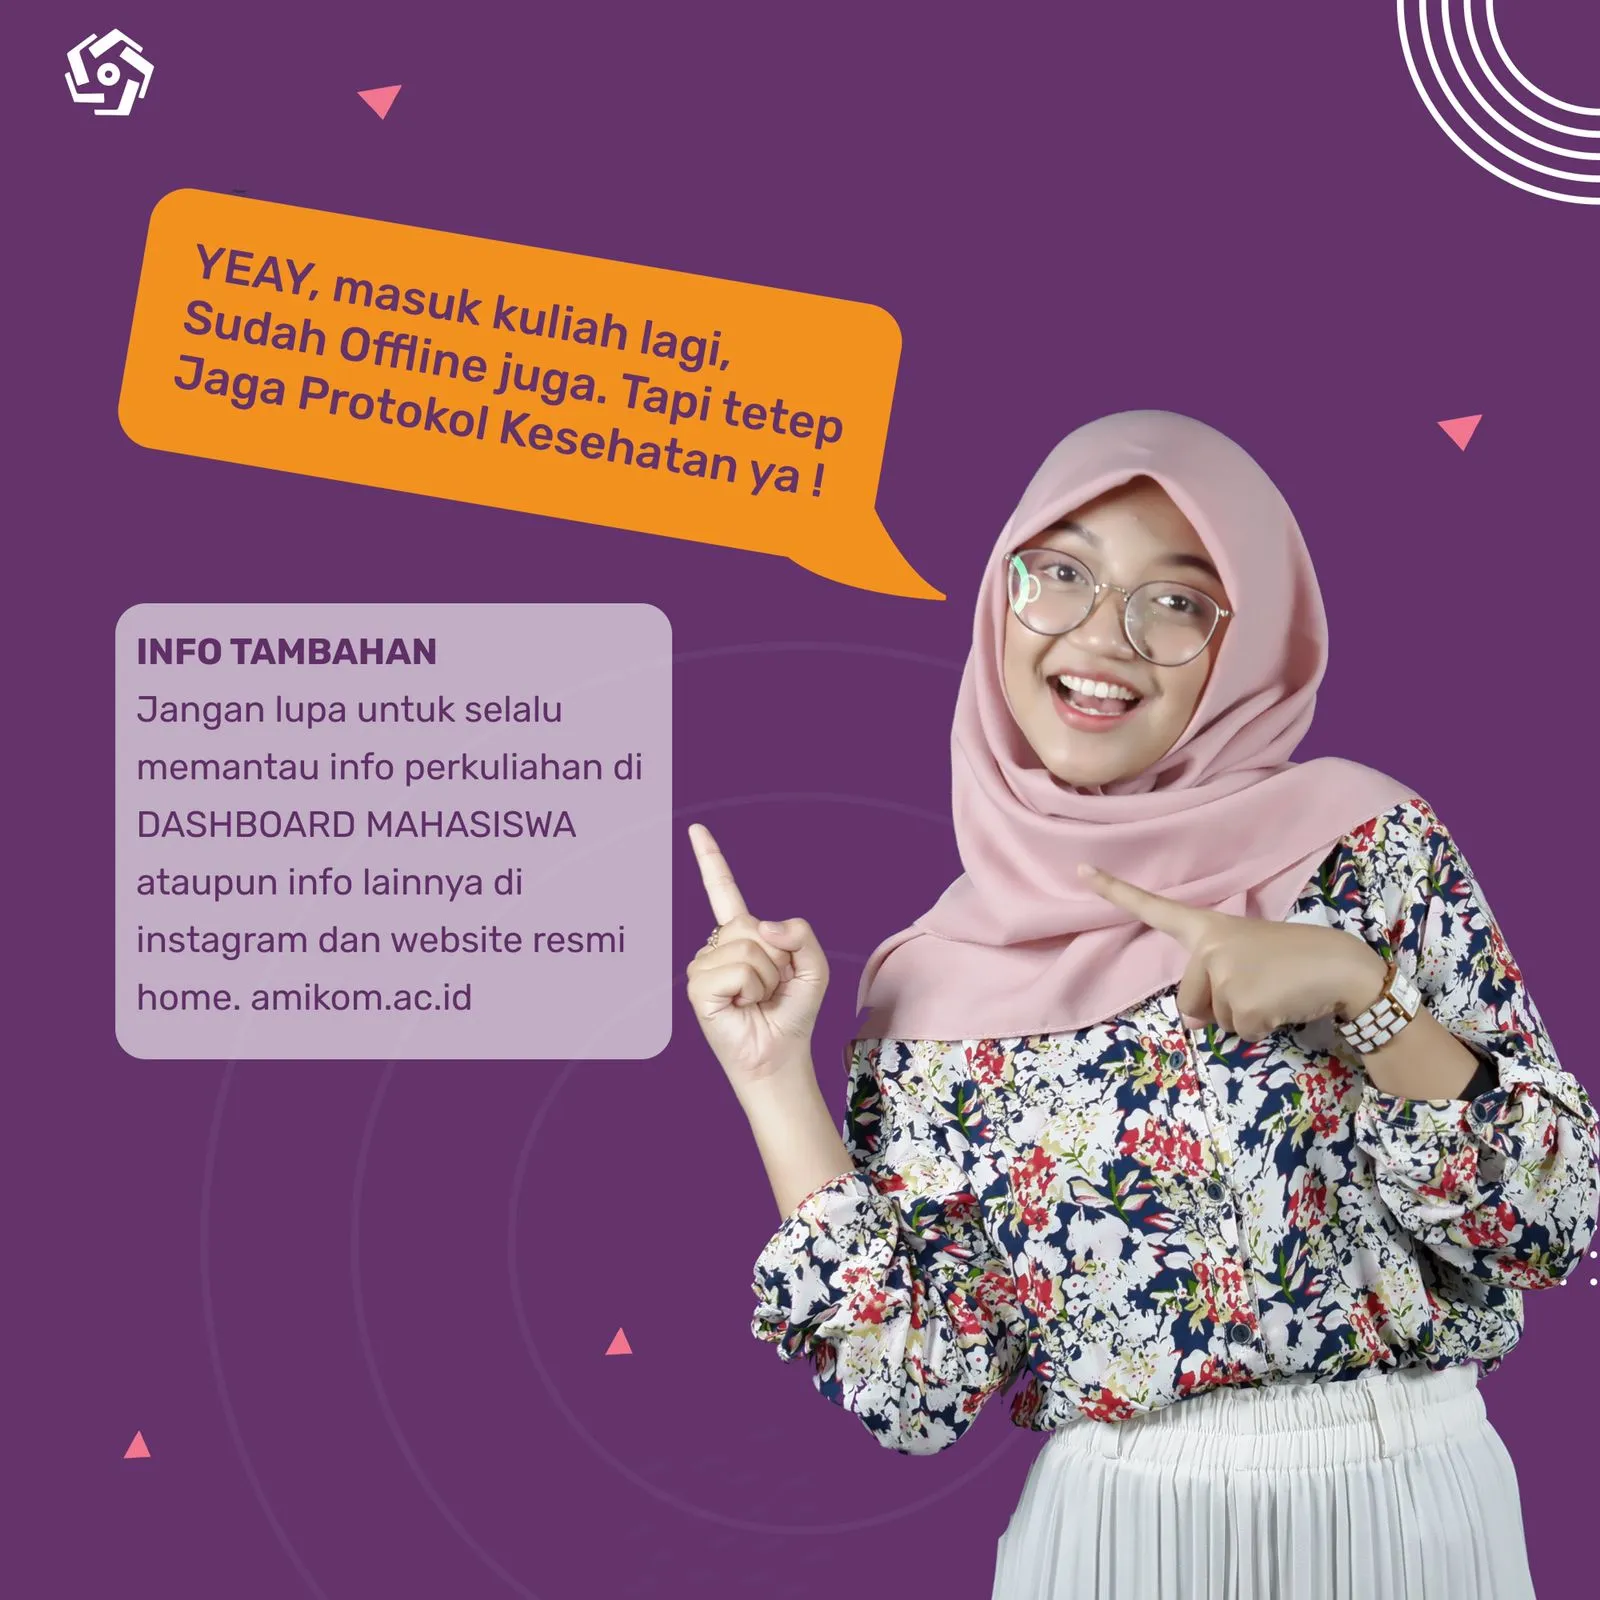 YEAY, masuk kuliah lagi,
Sudah Offline juga. Tapi tetep
Jaga Protokol Kesehatan ya !
INFO TAMBAHAN
Jangan lupa untuk selalu
memantau info perkuliahan di
DASHBOARD MAHASISWA
ataupun info lainnya di
instagram dan website resmi
home. amikom.ac.id